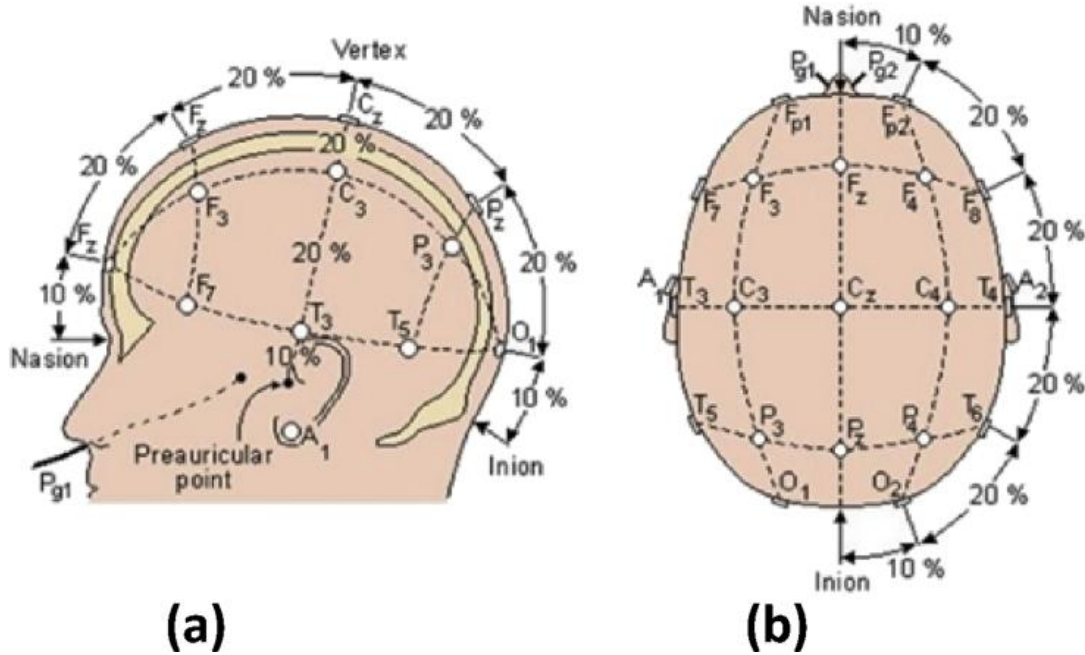 Vertex
20 %
20 %
Fz
Cz
20 %
20 %
Fz
F3
C3
Pz
20 %
P3
20 %
10 %
F7
T3
T5
O1
Nasion
10 %
10 %
A1
Preauricular
point
Inion
Pg1
(a)
Nasion
10 %
Pg1
Pg2
Fp1
Fp2
20 %
F7
F3
Fz
F4
F8
20 %
A1
T3
C3
Cz
C4
T4
A2
20 %
T5
P3
Pz
P4
T6
O1
O2
20 %
10 %
Inion
(b)